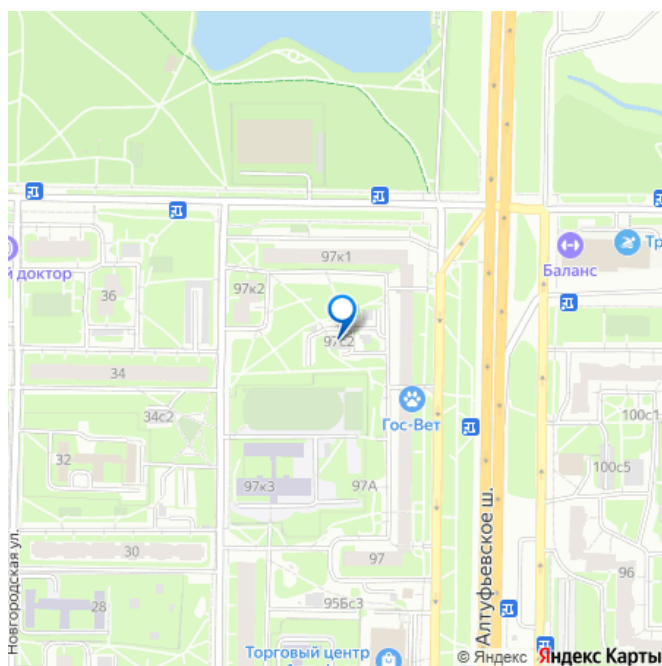 97к1
Баланс
Тр
й доктор
36
97к2
97с2
34
34с2
Гос-Вет
100с1
32
97к3
97А
100с5
Новгородская ул.
30
97
Алтуфьевское ш.
96
28
95Бс3
Торговый центр
© Яндекс Яндекс Карты